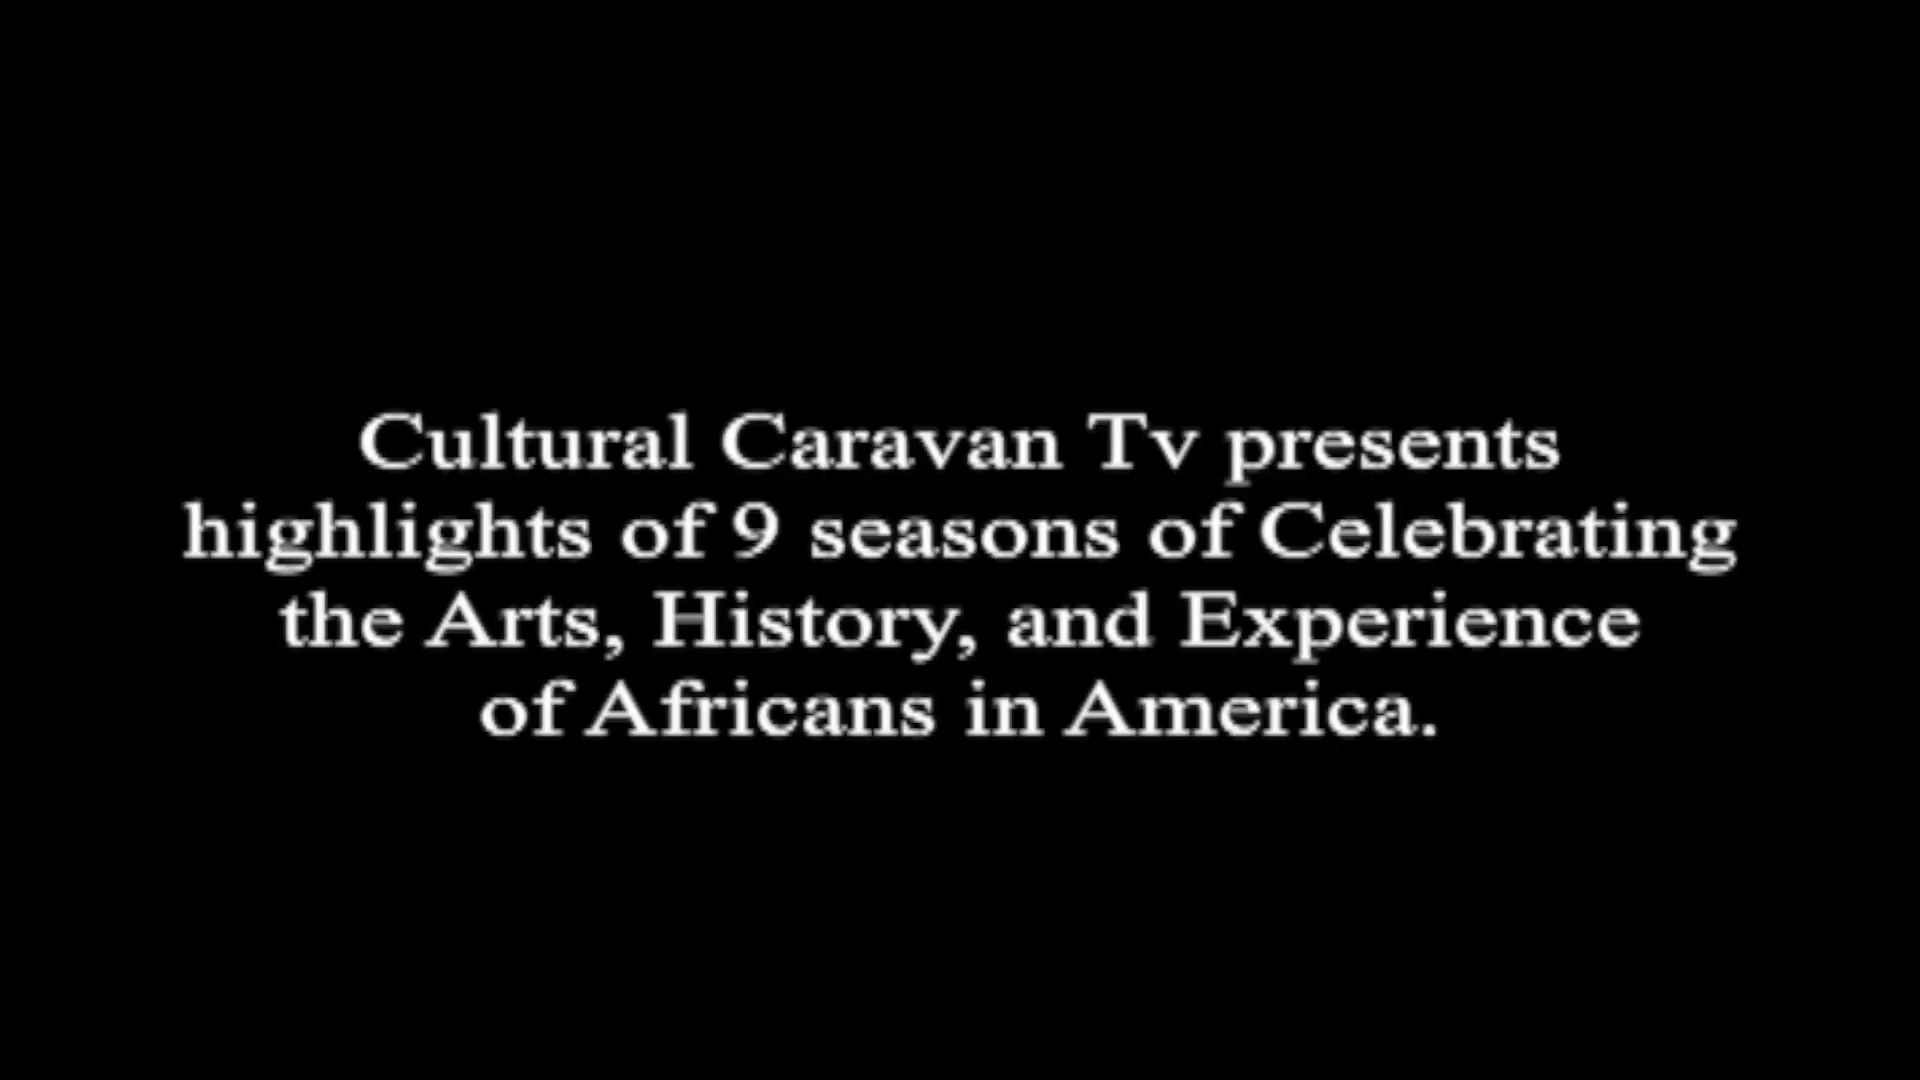 Cultural Caravan Tv presents
highlights of 9 seasons of Celebrating
the Arts, History, and Experience
of Africans in America.